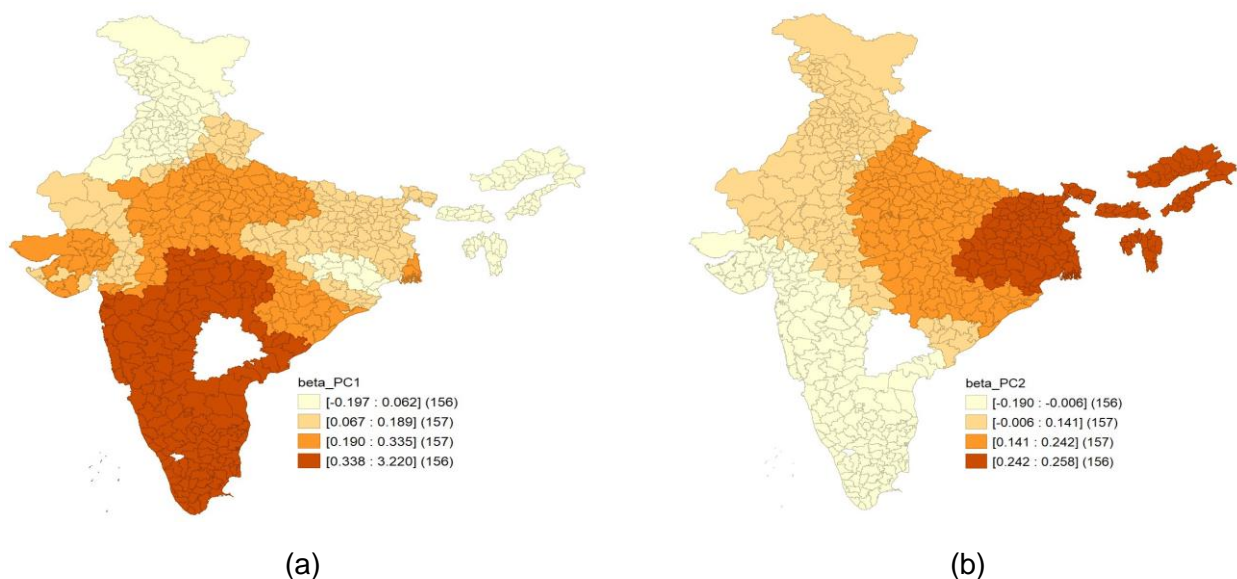 beta_PC1
[-0.197 : 0.062] (156)
[0.067 : 0.189] (157)
[0.190 : 0.335] (157)
[0.338 : 3.220] (156)
beta_PC2
[-0.190 : -0.006] (156)
[-0.006 : 0.141] (157)
[0.141 : 0.242] (157)
[0.242 : 0.258] (156)
(a)
(b)